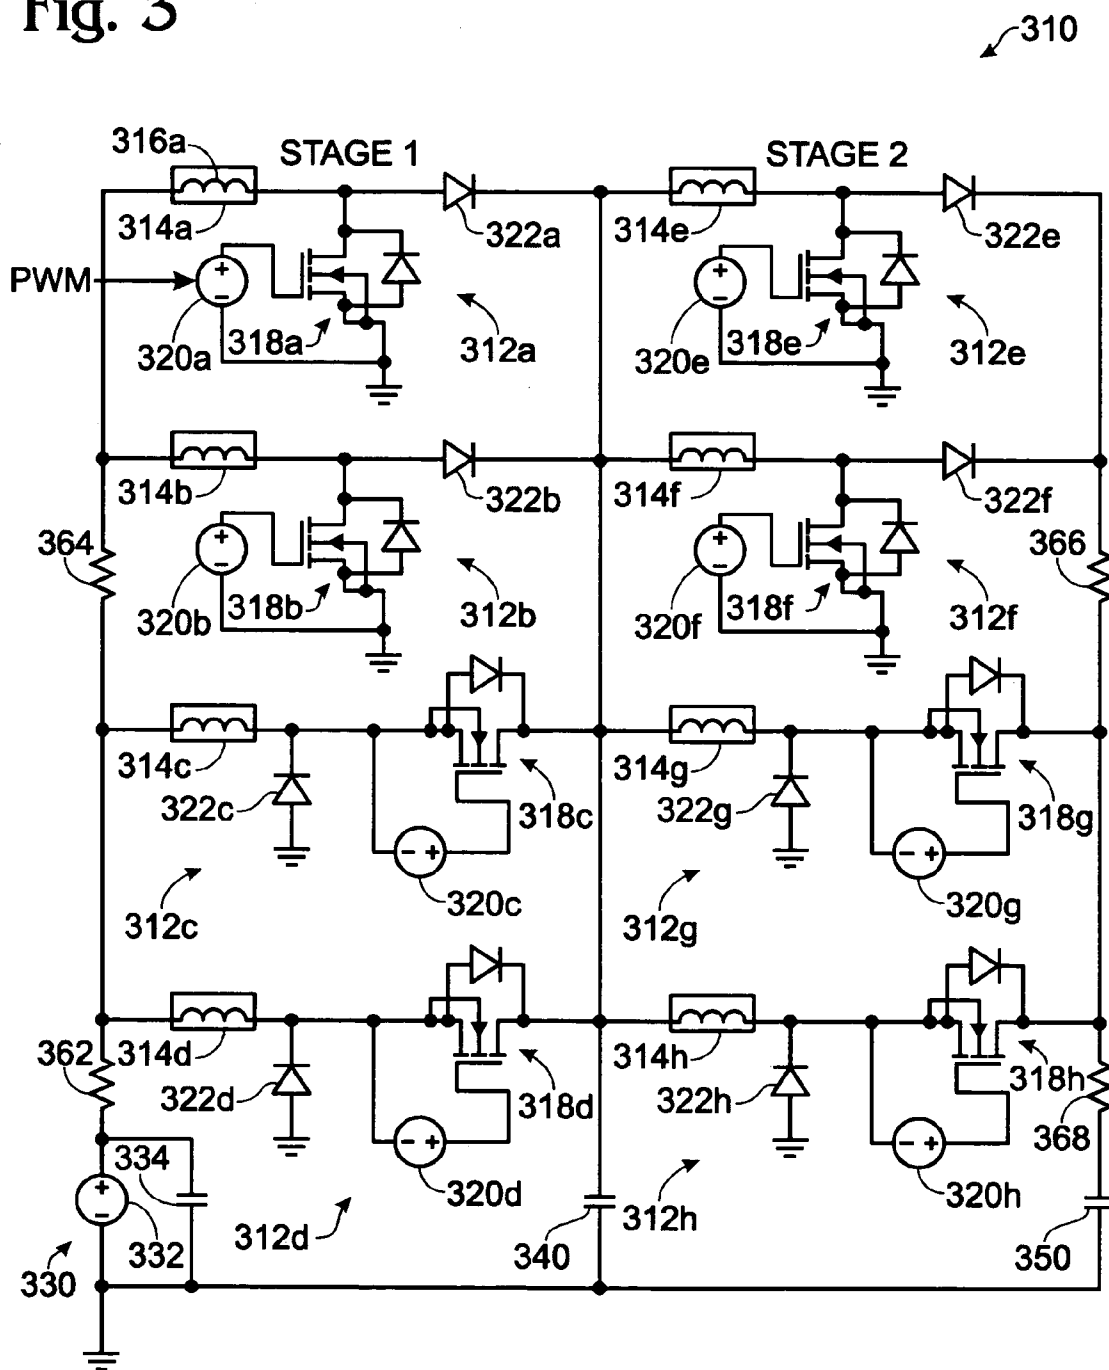 Fig. 3
310
316a
STAGE 1
STAGE 2
314a
322a
314e
322e
PWM
+
−
+
−
320a
318a
312a
320e
318e
312e
314b
322b
314f
322f
364
366
+
−
+
−
320b
318b
312b
320f
318f
312f
314c
322c
318c
314g
322g
318g
− +
− +
320c
320g
312c
312g
362
314d
322d
318d
314h
322h
318h
368
− +
− +
334
320d
320h
+
−
312d
312h
332
340
350
330